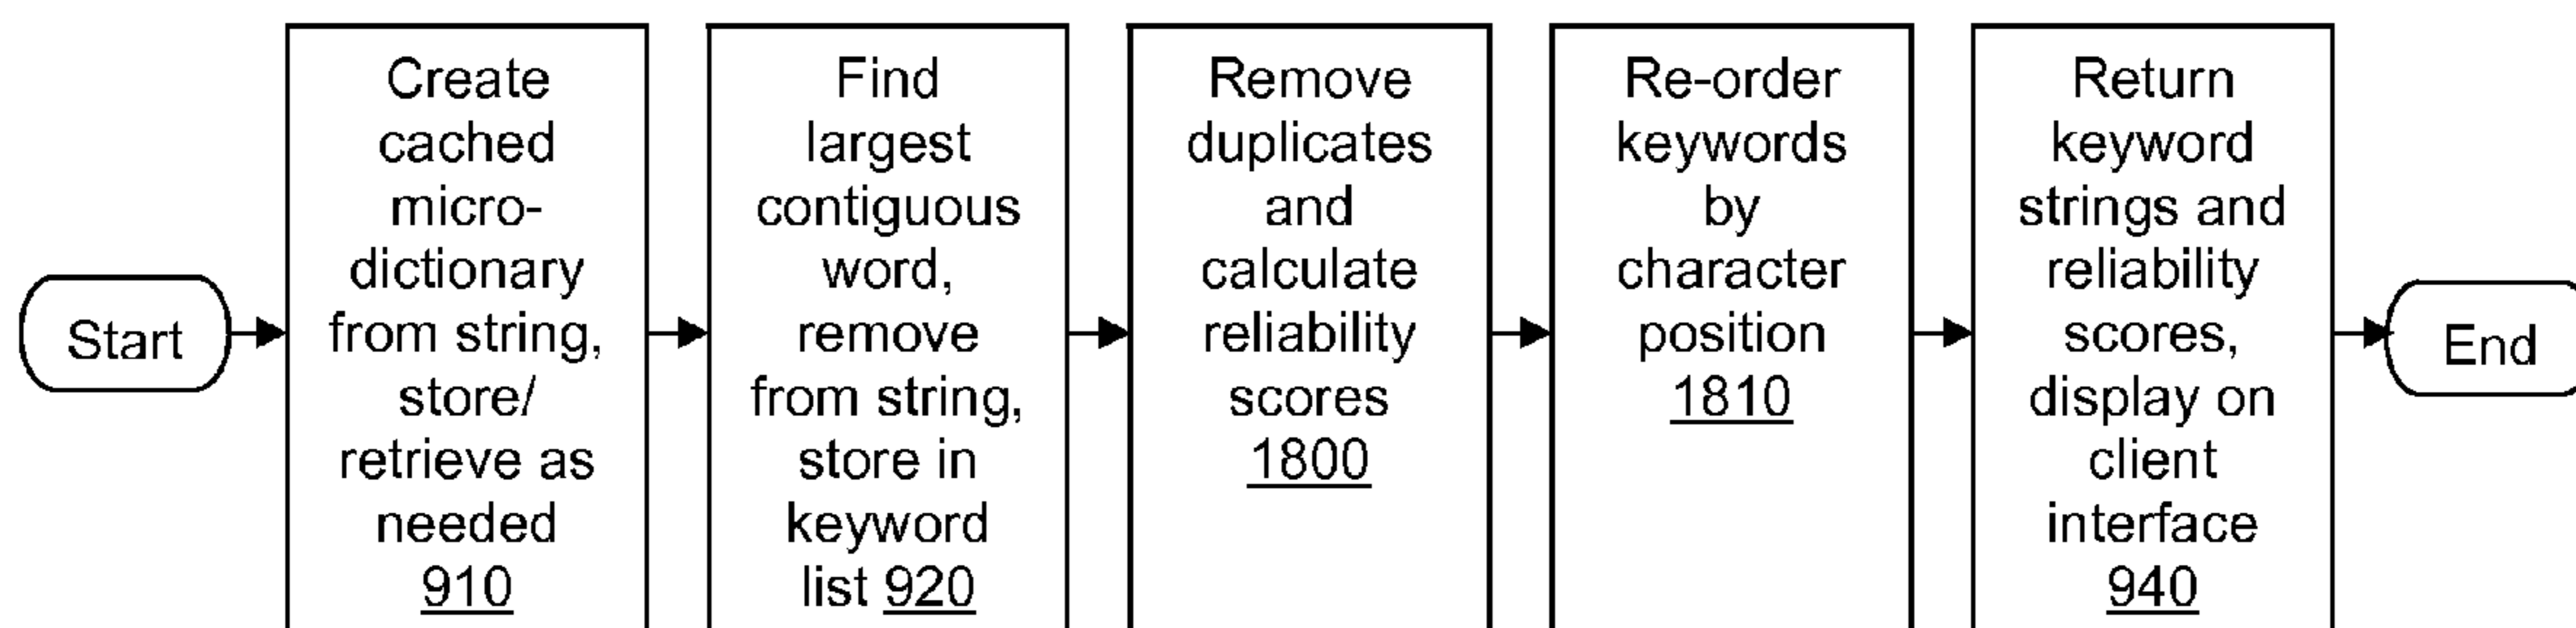 Start
Create
cached
micro-
dictionary
from string,
store/
retrieve as
needed
910
Find
largest
contiguous
word,
remove
from string,
store in
keyword
list 920
Remove
duplicates
and
calculate
reliability
scores
1800
Re-order
keywords
by
character
position
1810
Return
keyword
strings and
reliability
scores,
display on
client
interface
940
End